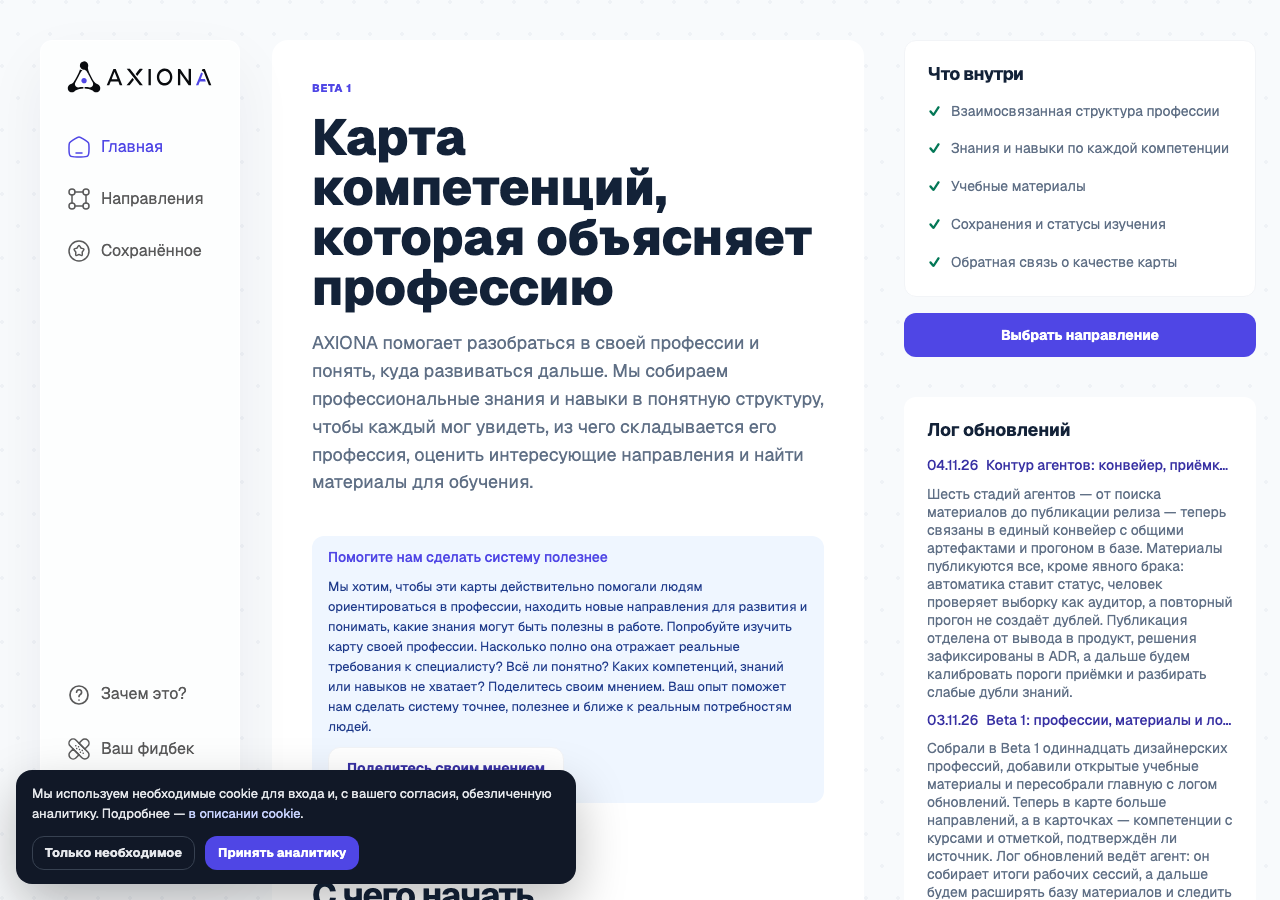 AXIONA
Главная
Направления
Сохранённое
Зачем это?
Ваш фидбек
BETA 1
Карта
компетенций,
которая объясняет
профессию
AXIONA помогает разобраться в своей профессии и
понять, куда развиваться дальше. Мы собираем
профессиональные знания и навыки в понятную структуру,
чтобы каждый мог увидеть, из чего складывается его
профессия, оценить интересующие направления и найти
материалы для обучения.
Помогите нам сделать систему полезнее
Мы хотим, чтобы эти карты действительно помогали людям
ориентироваться в профессии, находить новые направления для развития и
понимать, какие знания могут быть полезны в работе. Попробуйте изучить
карту своей профессии. Насколько полно она отражает реальные
требования к специалисту? Всё ли понятно? Каких компетенций, знаний
или навыков не хватает? Поделитесь своим мнением. Ваш опыт поможет
нам сделать систему точнее, полезнее и ближе к реальным потребностям
людей.
Поделитесь своим мнением
С чего начать
Мы используем необходимые cookie для входа и, с вашего согласия, обезличенную
аналитику. Подробнее — в описании cookie.
Только необходимое
Принять аналитику
Что внутри
Взаимосвязанная структура профессии
Знания и навыки по каждой компетенции
Учебные материалы
Сохранения и статусы изучения
Обратная связь о качестве карты
Выбрать направление
Лог обновлений
04.11.26 Контур агентов: конвейер, приёмк...
Шесть стадий агентов — от поиска
материалов до публикации релиза — теперь
связаны в единый конвейер с общими
артефактами и прогоном в базе. Материалы
публикуются все, кроме явного брака:
автоматика ставит статус, человек
проверяет выборку как аудитор, а повторный
прогон не создаёт дублей. Публикация
отделена от вывода в продукт, решения
зафиксированы в ADR, а дальше будем
калибровать пороги приёмки и разбирать
слабые дубли знаний.
03.11.26 Beta 1: профессии, материалы и ло...
Собрали в Beta 1 одиннадцать дизайнерских
профессий, добавили открытые учебные
материалы и пересобрали главную с логом
обновлений. Теперь в карте больше
направлений, а в карточках — компетенции с
курсами и отметкой, подтверждён ли
источник. Лог обновлений ведёт агент: он
собирает итоги рабочих сессий, а дальше
будем расширять базу материалов и следить